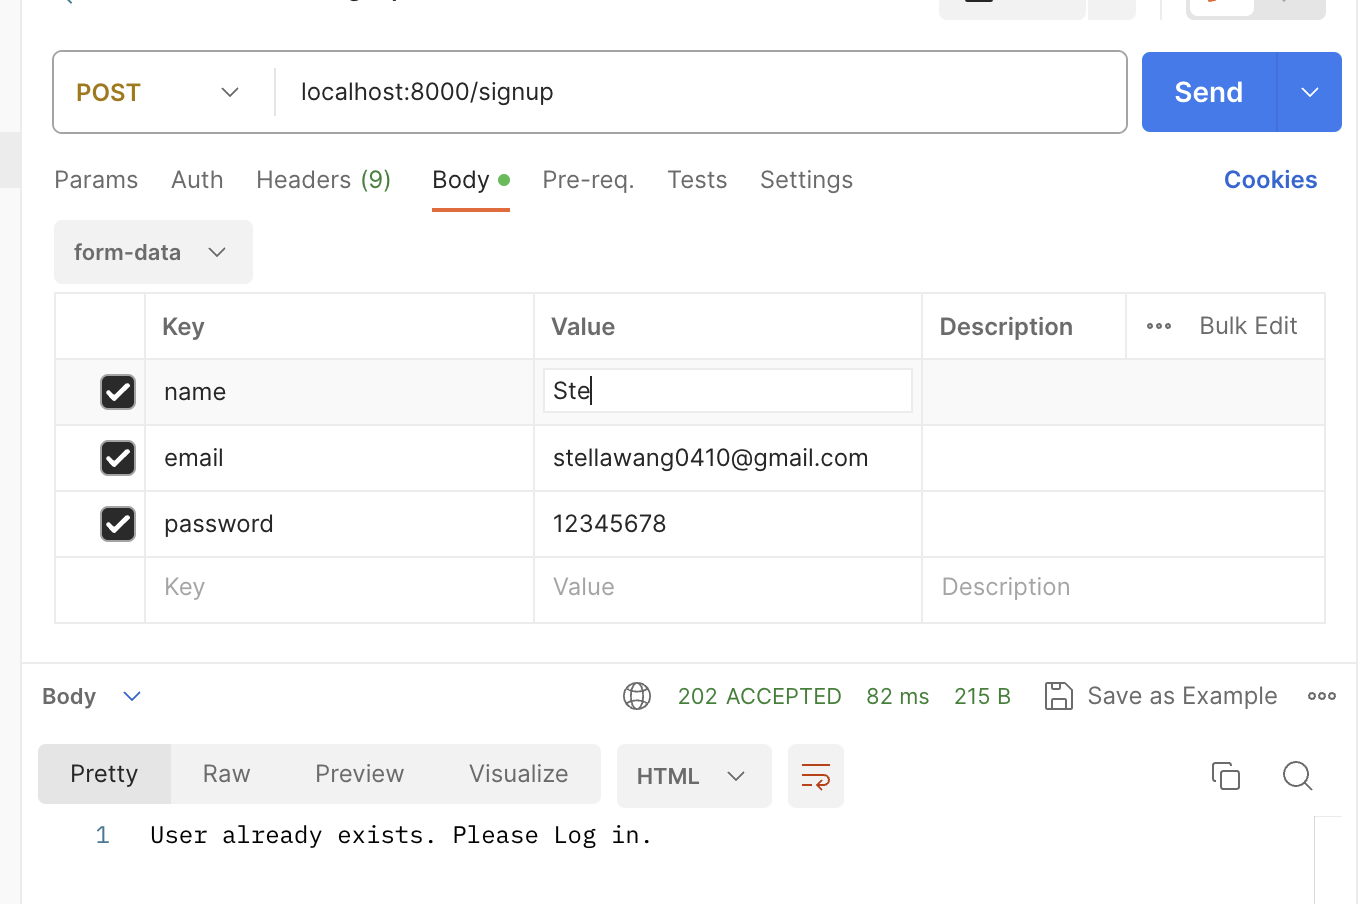 POST localhost:8000/signup Send
Params Auth Headers (9) Body Pre-req. Tests Settings Cookies
form-data
Key Value Description Bulk Edit
name Ste
email stellawang0410@gmail.com
password 12345678
Key Value Description
Body 202 ACCEPTED 82 ms 215 B Save as Example
Pretty Raw Preview Visualize HTML
1 User already exists. Please Log in.